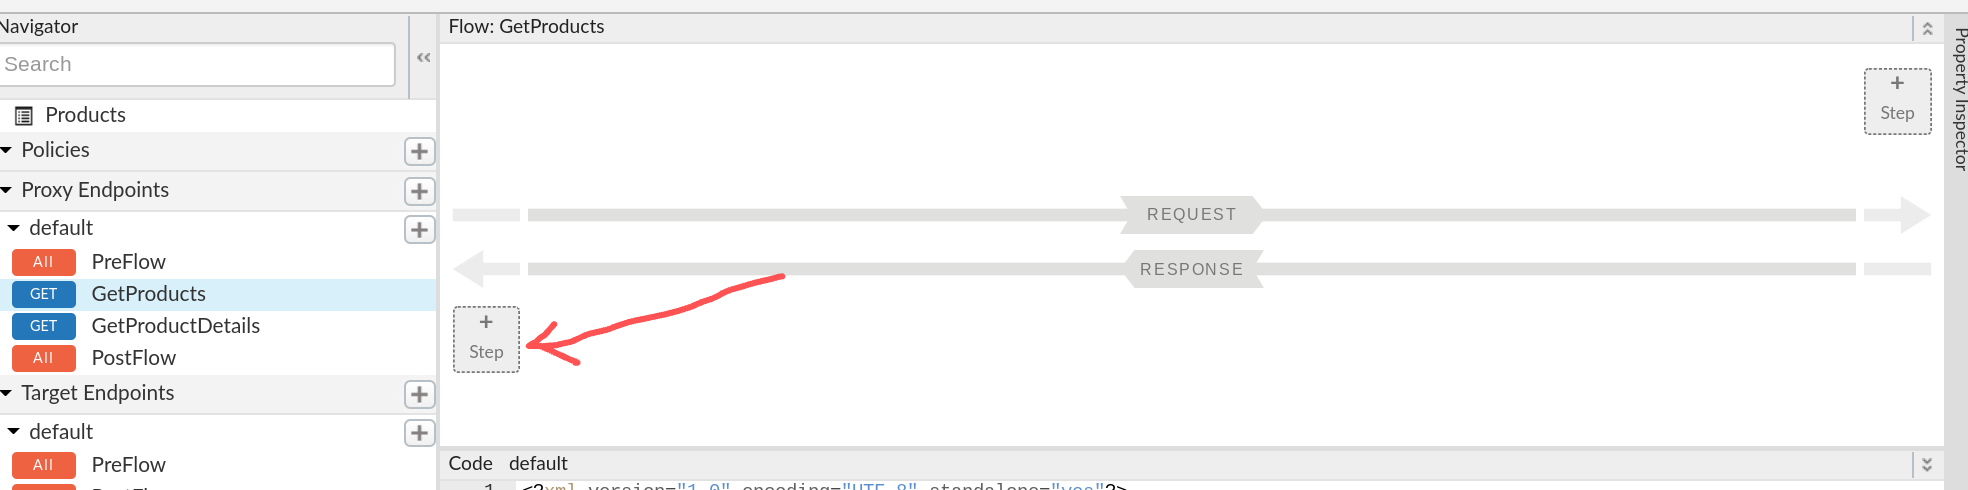 Navigator
Search
Products
Policies
Proxy Endpoints
default
All PreFlow
GET GetProducts
GET GetProductDetails
All PostFlow
Target Endpoints
default
All PreFlow
Flow: GetProducts
+
Step
REQUEST
RESPONSE
+
Step
Code default
1 <?xml version="1.0" encoding="UTF-8" standalone="yes"?>
Property Inspector